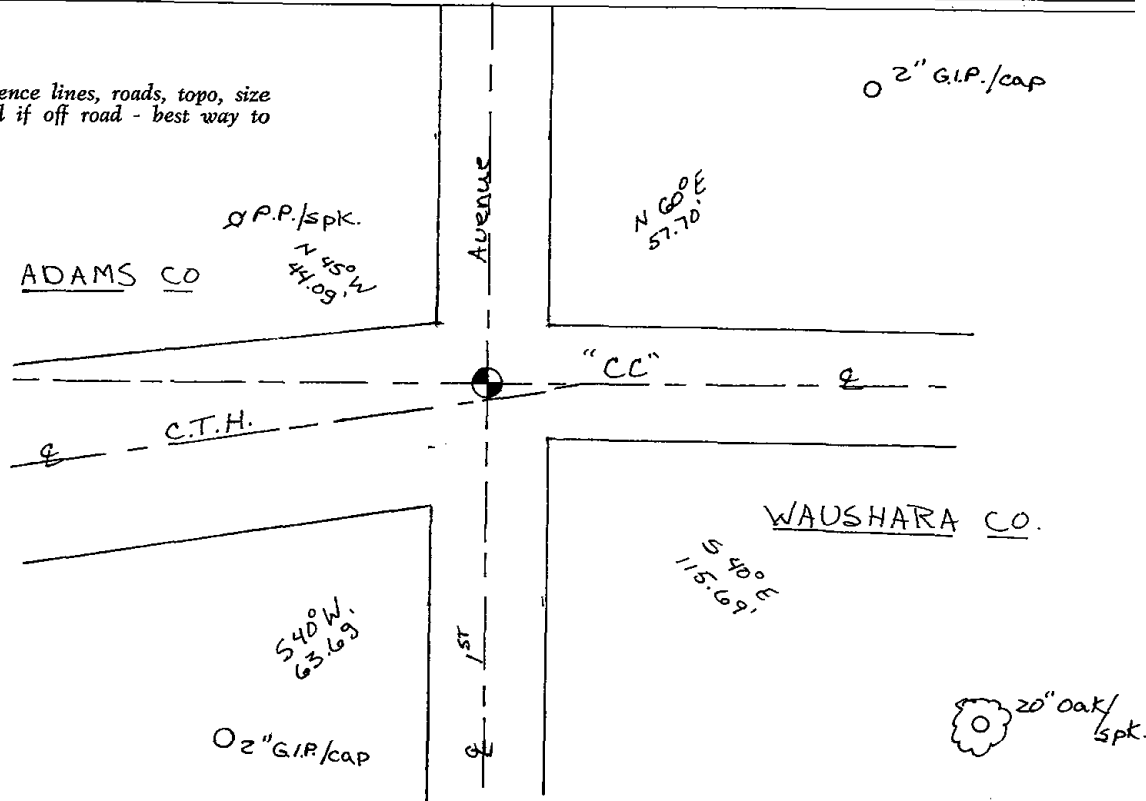 ence lines, roads, topo, size
l if off road - best way to
2" G.I.P./cap
Avenue
P.P./spk.
N 45° W
44.09'
N 60° E
57.70'
ADAMS CO
"CC"
℄
C.T.H.
℄
WAUSHARA CO.
S 40° E
115.69'
S 40° W.
63.69
1ST
2" G.I.P./cap
℄
20" Oak/
spk.